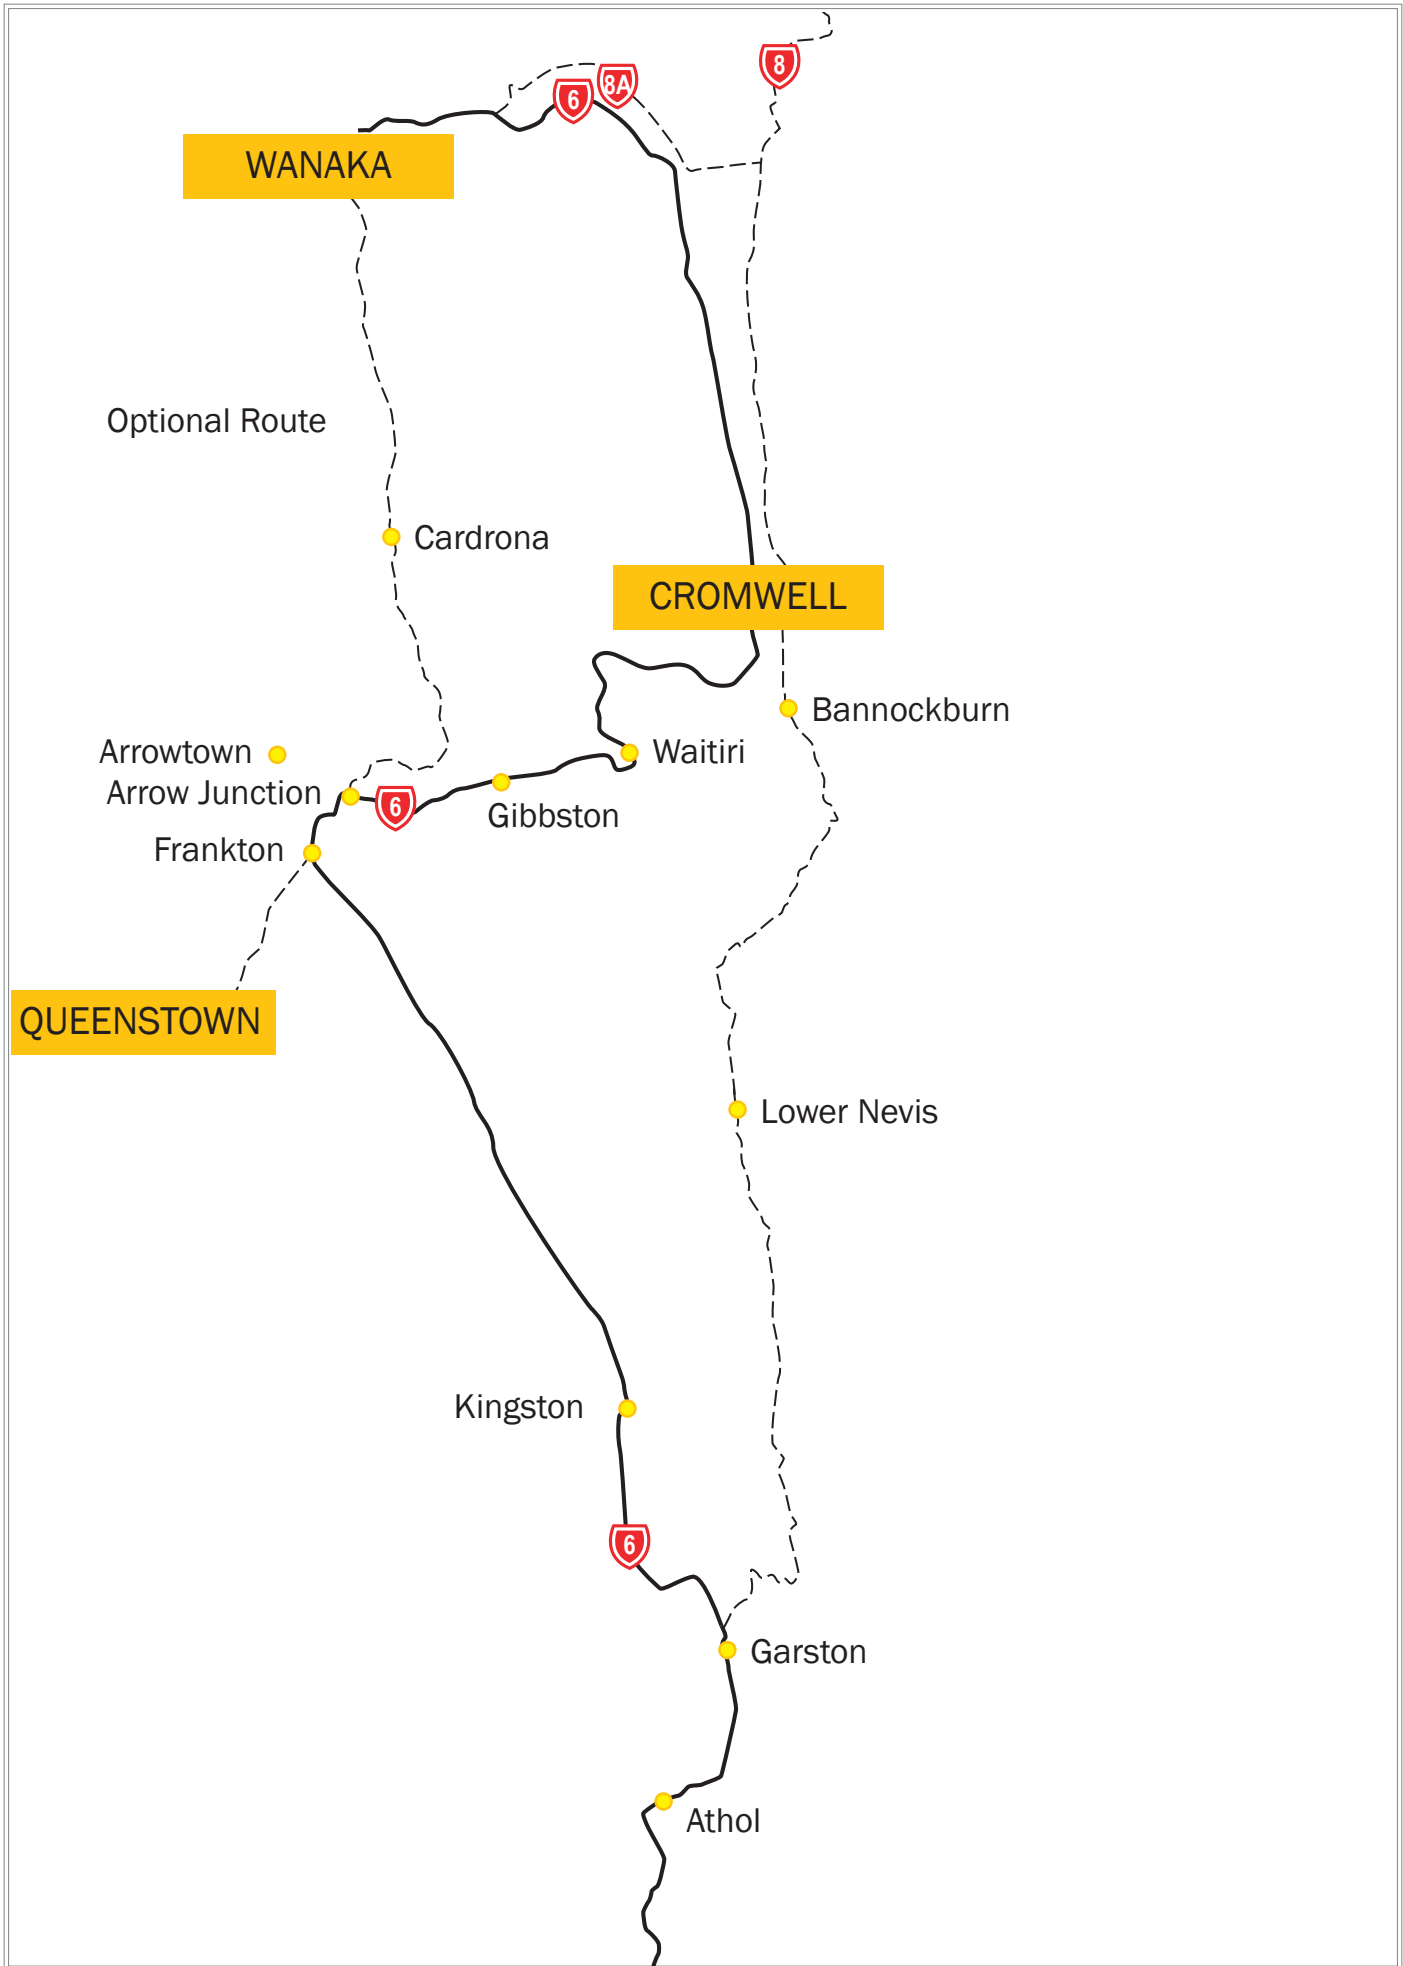 8
8A
6
WANAKA
Optional Route
Cardrona
CROMWELL
Bannockburn
Arrowtown
Waitiri
Arrow Junction
6
Gibbston
Frankton
QUEENSTOWN
Lower Nevis
Kingston
6
Garston
Athol